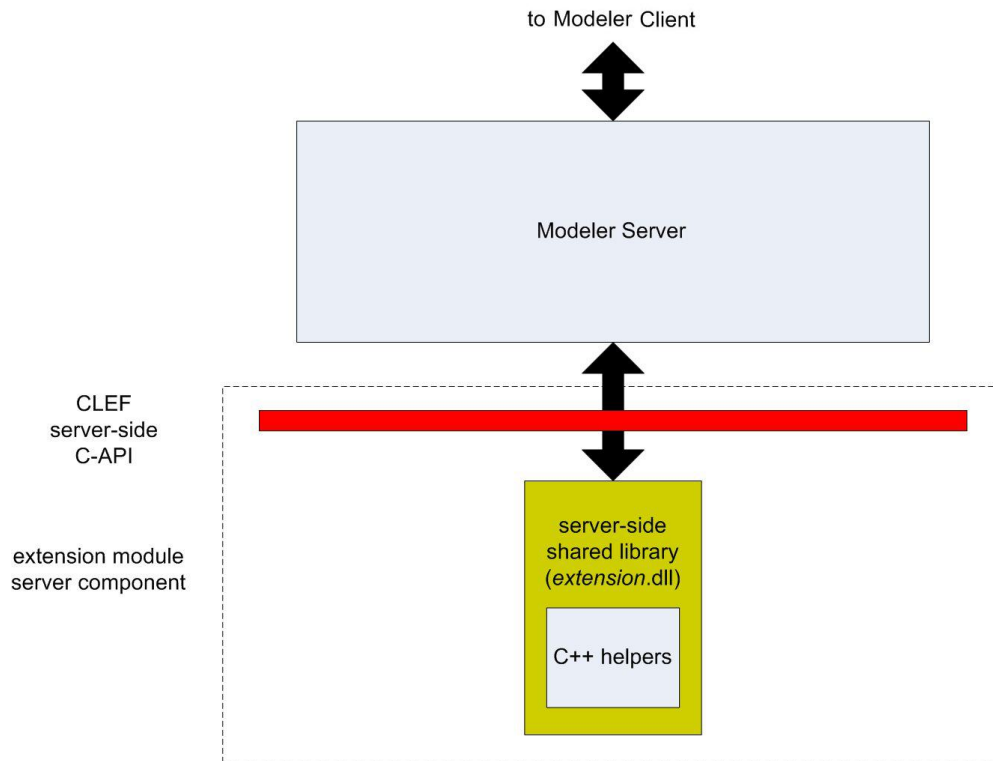 to Modeler Client
Modeler Server
CLEF
server-side
C-API
extension module
server component
server-side
shared library
(extension.dll)
C++ helpers